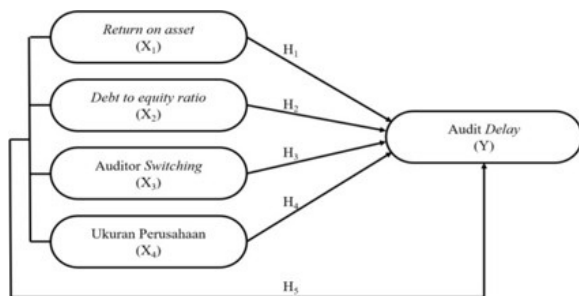 Return on asset
(X₁)
H₁
Debt to equity ratio
(X₂)
H₂
Audit Delay
(Y)
Auditor Switching
(X₃)
H₃
Ukuran Perusahaan
(X₄)
H₄
H₅